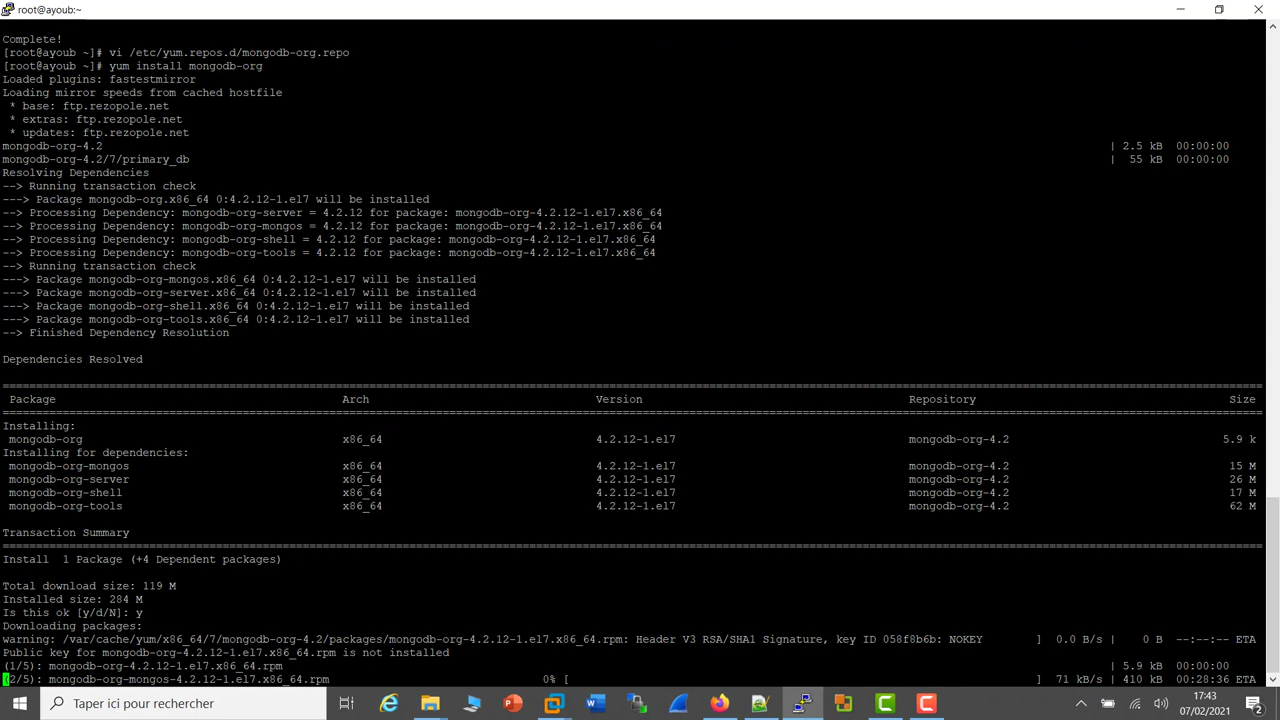 root@ayoub:~
Complete!
[root@ayoub ~]# vi /etc/yum.repos.d/mongodb-org.repo
[root@ayoub ~]# yum install mongodb-org
Loaded plugins: fastestmirror
Loading mirror speeds from cached hostfile
 * base: ftp.rezopole.net
 * extras: ftp.rezopole.net
 * updates: ftp.rezopole.net
mongodb-org-4.2 | 2.5 kB 00:00:00
mongodb-org-4.2/7/primary_db | 55 kB 00:00:00
Resolving Dependencies
--> Running transaction check
---> Package mongodb-org.x86_64 0:4.2.12-1.el7 will be installed
--> Processing Dependency: mongodb-org-server = 4.2.12 for package: mongodb-org-4.2.12-1.el7.x86_64
--> Processing Dependency: mongodb-org-mongos = 4.2.12 for package: mongodb-org-4.2.12-1.el7.x86_64
--> Processing Dependency: mongodb-org-shell = 4.2.12 for package: mongodb-org-4.2.12-1.el7.x86_64
--> Processing Dependency: mongodb-org-tools = 4.2.12 for package: mongodb-org-4.2.12-1.el7.x86_64
--> Running transaction check
---> Package mongodb-org-mongos.x86_64 0:4.2.12-1.el7 will be installed
---> Package mongodb-org-server.x86_64 0:4.2.12-1.el7 will be installed
---> Package mongodb-org-shell.x86_64 0:4.2.12-1.el7 will be installed
---> Package mongodb-org-tools.x86_64 0:4.2.12-1.el7 will be installed
--> Finished Dependency Resolution
Dependencies Resolved
Package Arch Version Repository Size
Installing:
mongodb-org x86_64 4.2.12-1.el7 mongodb-org-4.2 5.9 k
Installing for dependencies:
mongodb-org-mongos x86_64 4.2.12-1.el7 mongodb-org-4.2 15 M
mongodb-org-server x86_64 4.2.12-1.el7 mongodb-org-4.2 26 M
mongodb-org-shell x86_64 4.2.12-1.el7 mongodb-org-4.2 17 M
mongodb-org-tools x86_64 4.2.12-1.el7 mongodb-org-4.2 62 M
Transaction Summary
Install 1 Package (+4 Dependent packages)
Total download size: 119 M
Installed size: 284 M
Is this ok [y/d/N]: y
Downloading packages:
warning: /var/cache/yum/x86_64/7/mongodb-org-4.2/packages/mongodb-org-4.2.12-1.el7.x86_64.rpm: Header V3 RSA/SHA1 Signature, key ID 058f8b6b: NOKEY ] 0.0 B/s | 0 B --:--:-- ETA
Public key for mongodb-org-4.2.12-1.el7.x86_64.rpm is not installed
(1/5): mongodb-org-4.2.12-1.el7.x86_64.rpm | 5.9 kB 00:00:00
(2/5): mongodb-org-mongos-4.2.12-1.el7.x86_64.rpm 0% [ ] 71 kB/s | 410 kB 00:28:36 ETA
Taper ici pour rechercher
17:43
07/02/2021
2